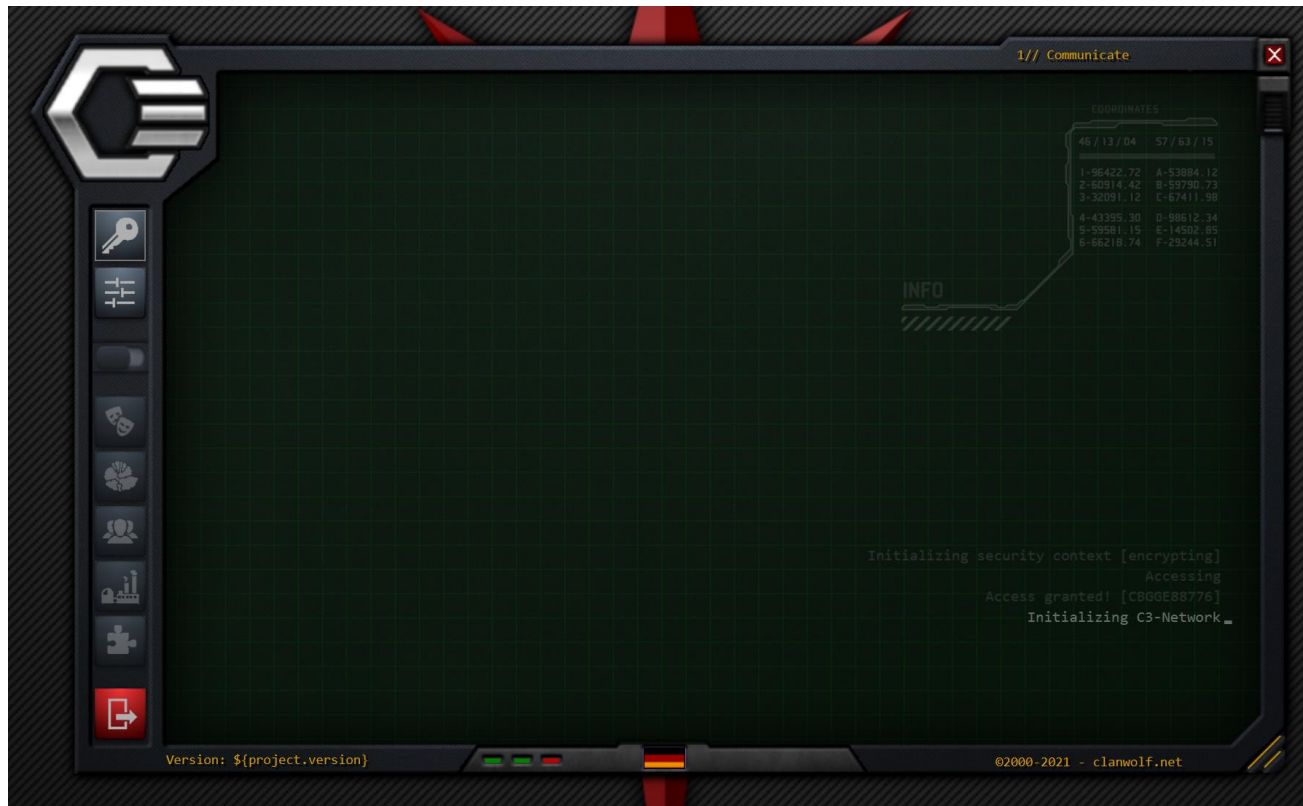 1// Communicate
X
COORDINATES
46/13/04 57/63/15
1-96422.72 A-53884.12
2-60914.42 B-59790.73
3-32091.12 C-67411.98
4-43395.30 D-98612.34
5-59581.15 E-14502.85
6-66218.74 F-29244.51
INFO
Initializing security context [encrypting]
Accessing
Access granted! [CBGGE88776]
Initializing C3-Network_
Version: ${project.version}
©2000-2021 - clanwolf.net